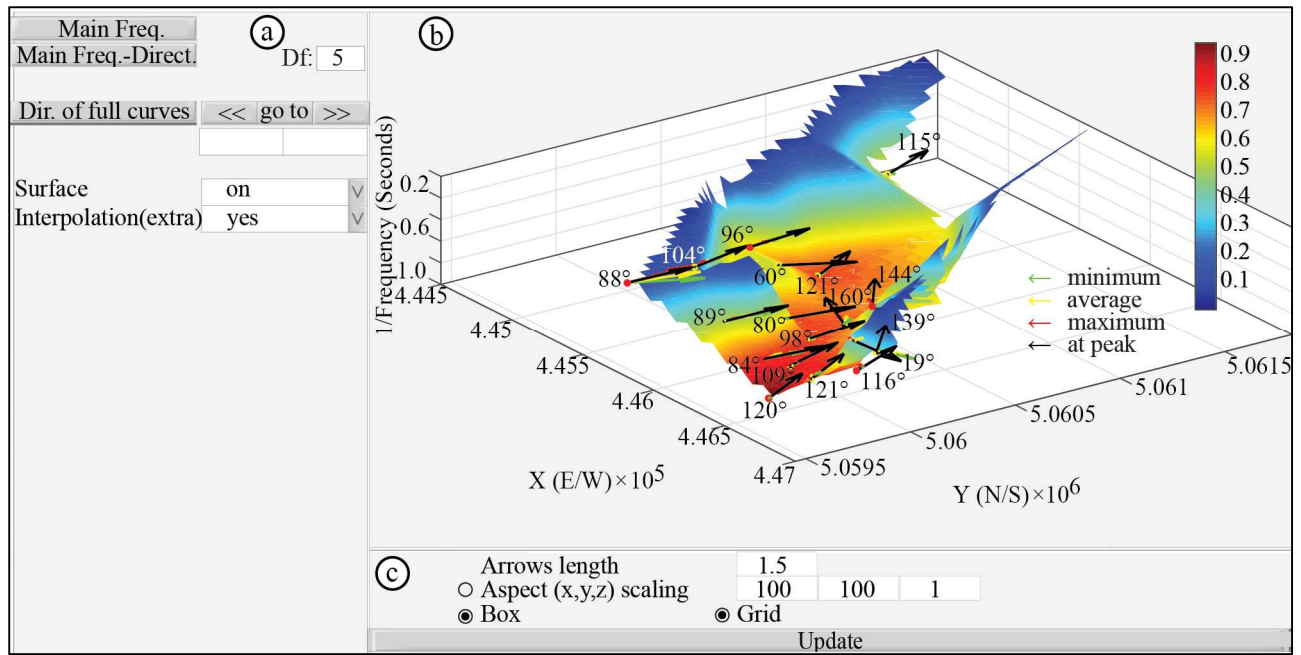 a
Main Freq.
Main Freq.-Direct.
Df: 5
Dir. of full curves << go to >>
Surface on
Interpolation(extra) yes
b
1/Frequency (Seconds)
0.2
0.6
1.0
4.445
4.45
4.455
4.46
4.465
4.47
X (E/W)×10⁵
5.0595
5.06
5.0605
5.061
5.0615
Y (N/S)×10⁶
115°
96°
104°
88°
60°
121°
144°
160°
89°
80°
139°
98°
84°
109°
19°
116°
121°
120°
← minimum
← average
← maximum
← at peak
0.9
0.8
0.7
0.6
0.5
0.4
0.3
0.2
0.1
c
Arrows length 1.5
Aspect (x,y,z) scaling 100 100 1
Box Grid
Update